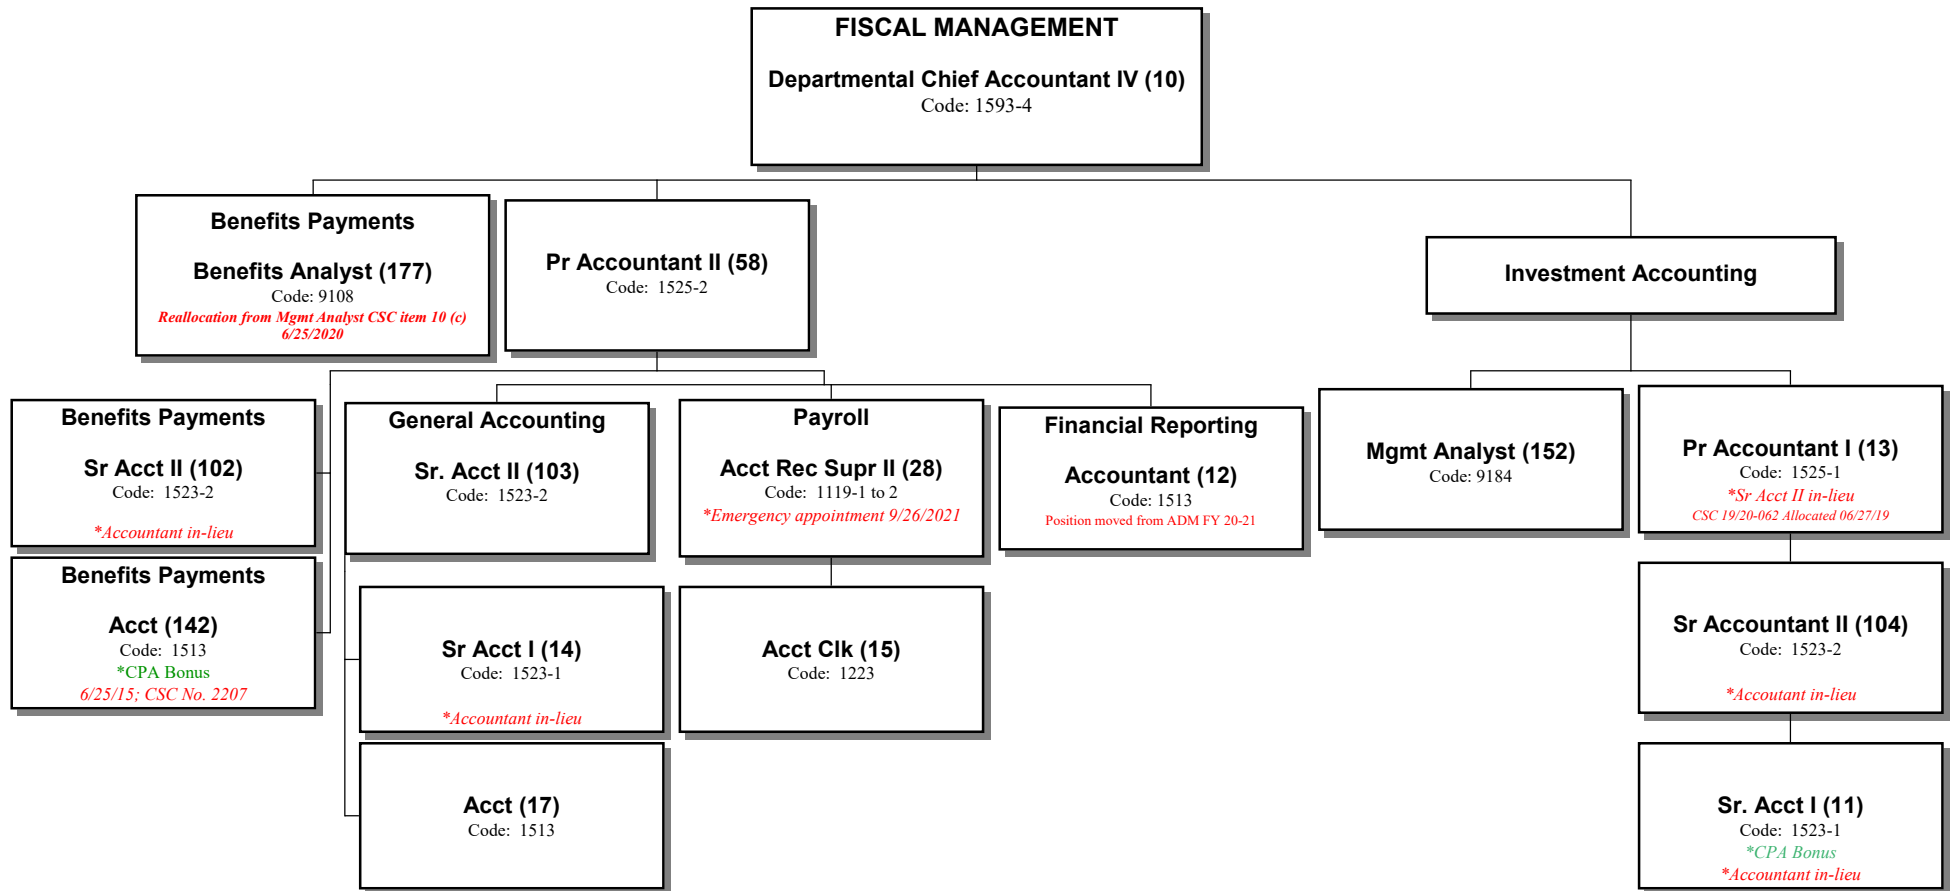 FISCAL MANAGEMENT
Departmental Chief Accountant IV (10)
Code: 1593-4
Benefits Payments
Benefits Analyst (177)
Code: 9108
Reallocation from Mgmt Analyst CSC item 10 (c)
6/25/2020
Pr Accountant II (58)
Code: 1525-2
Investment Accounting
Benefits Payments
Sr Acct II (102)
Code: 1523-2
*Accountant in-lieu
Benefits Payments
Acct (142)
Code: 1513
*CPA Bonus
6/25/15; CSC No. 2207
General Accounting
Sr. Acct II (103)
Code: 1523-2
Sr Acct I (14)
Code: 1523-1
*Accountant in-lieu
Acct (17)
Code: 1513
Payroll
Acct Rec Supr II (28)
Code: 1119-1 to 2
*Emergency appointment 9/26/2021
Acct Clk (15)
Code: 1223
Financial Reporting
Accountant (12)
Code: 1513
Position moved from ADM FY 20-21
Mgmt Analyst (152)
Code: 9184
Pr Accountant I (13)
Code: 1525-1
*Sr Acct II in-lieu
CSC 19/20-062 Allocated 06/27/19
Sr Accountant II (104)
Code: 1523-2
*Accoutant in-lieu
Sr. Acct I (11)
Code: 1523-1
*CPA Bonus
*Accountant in-lieu